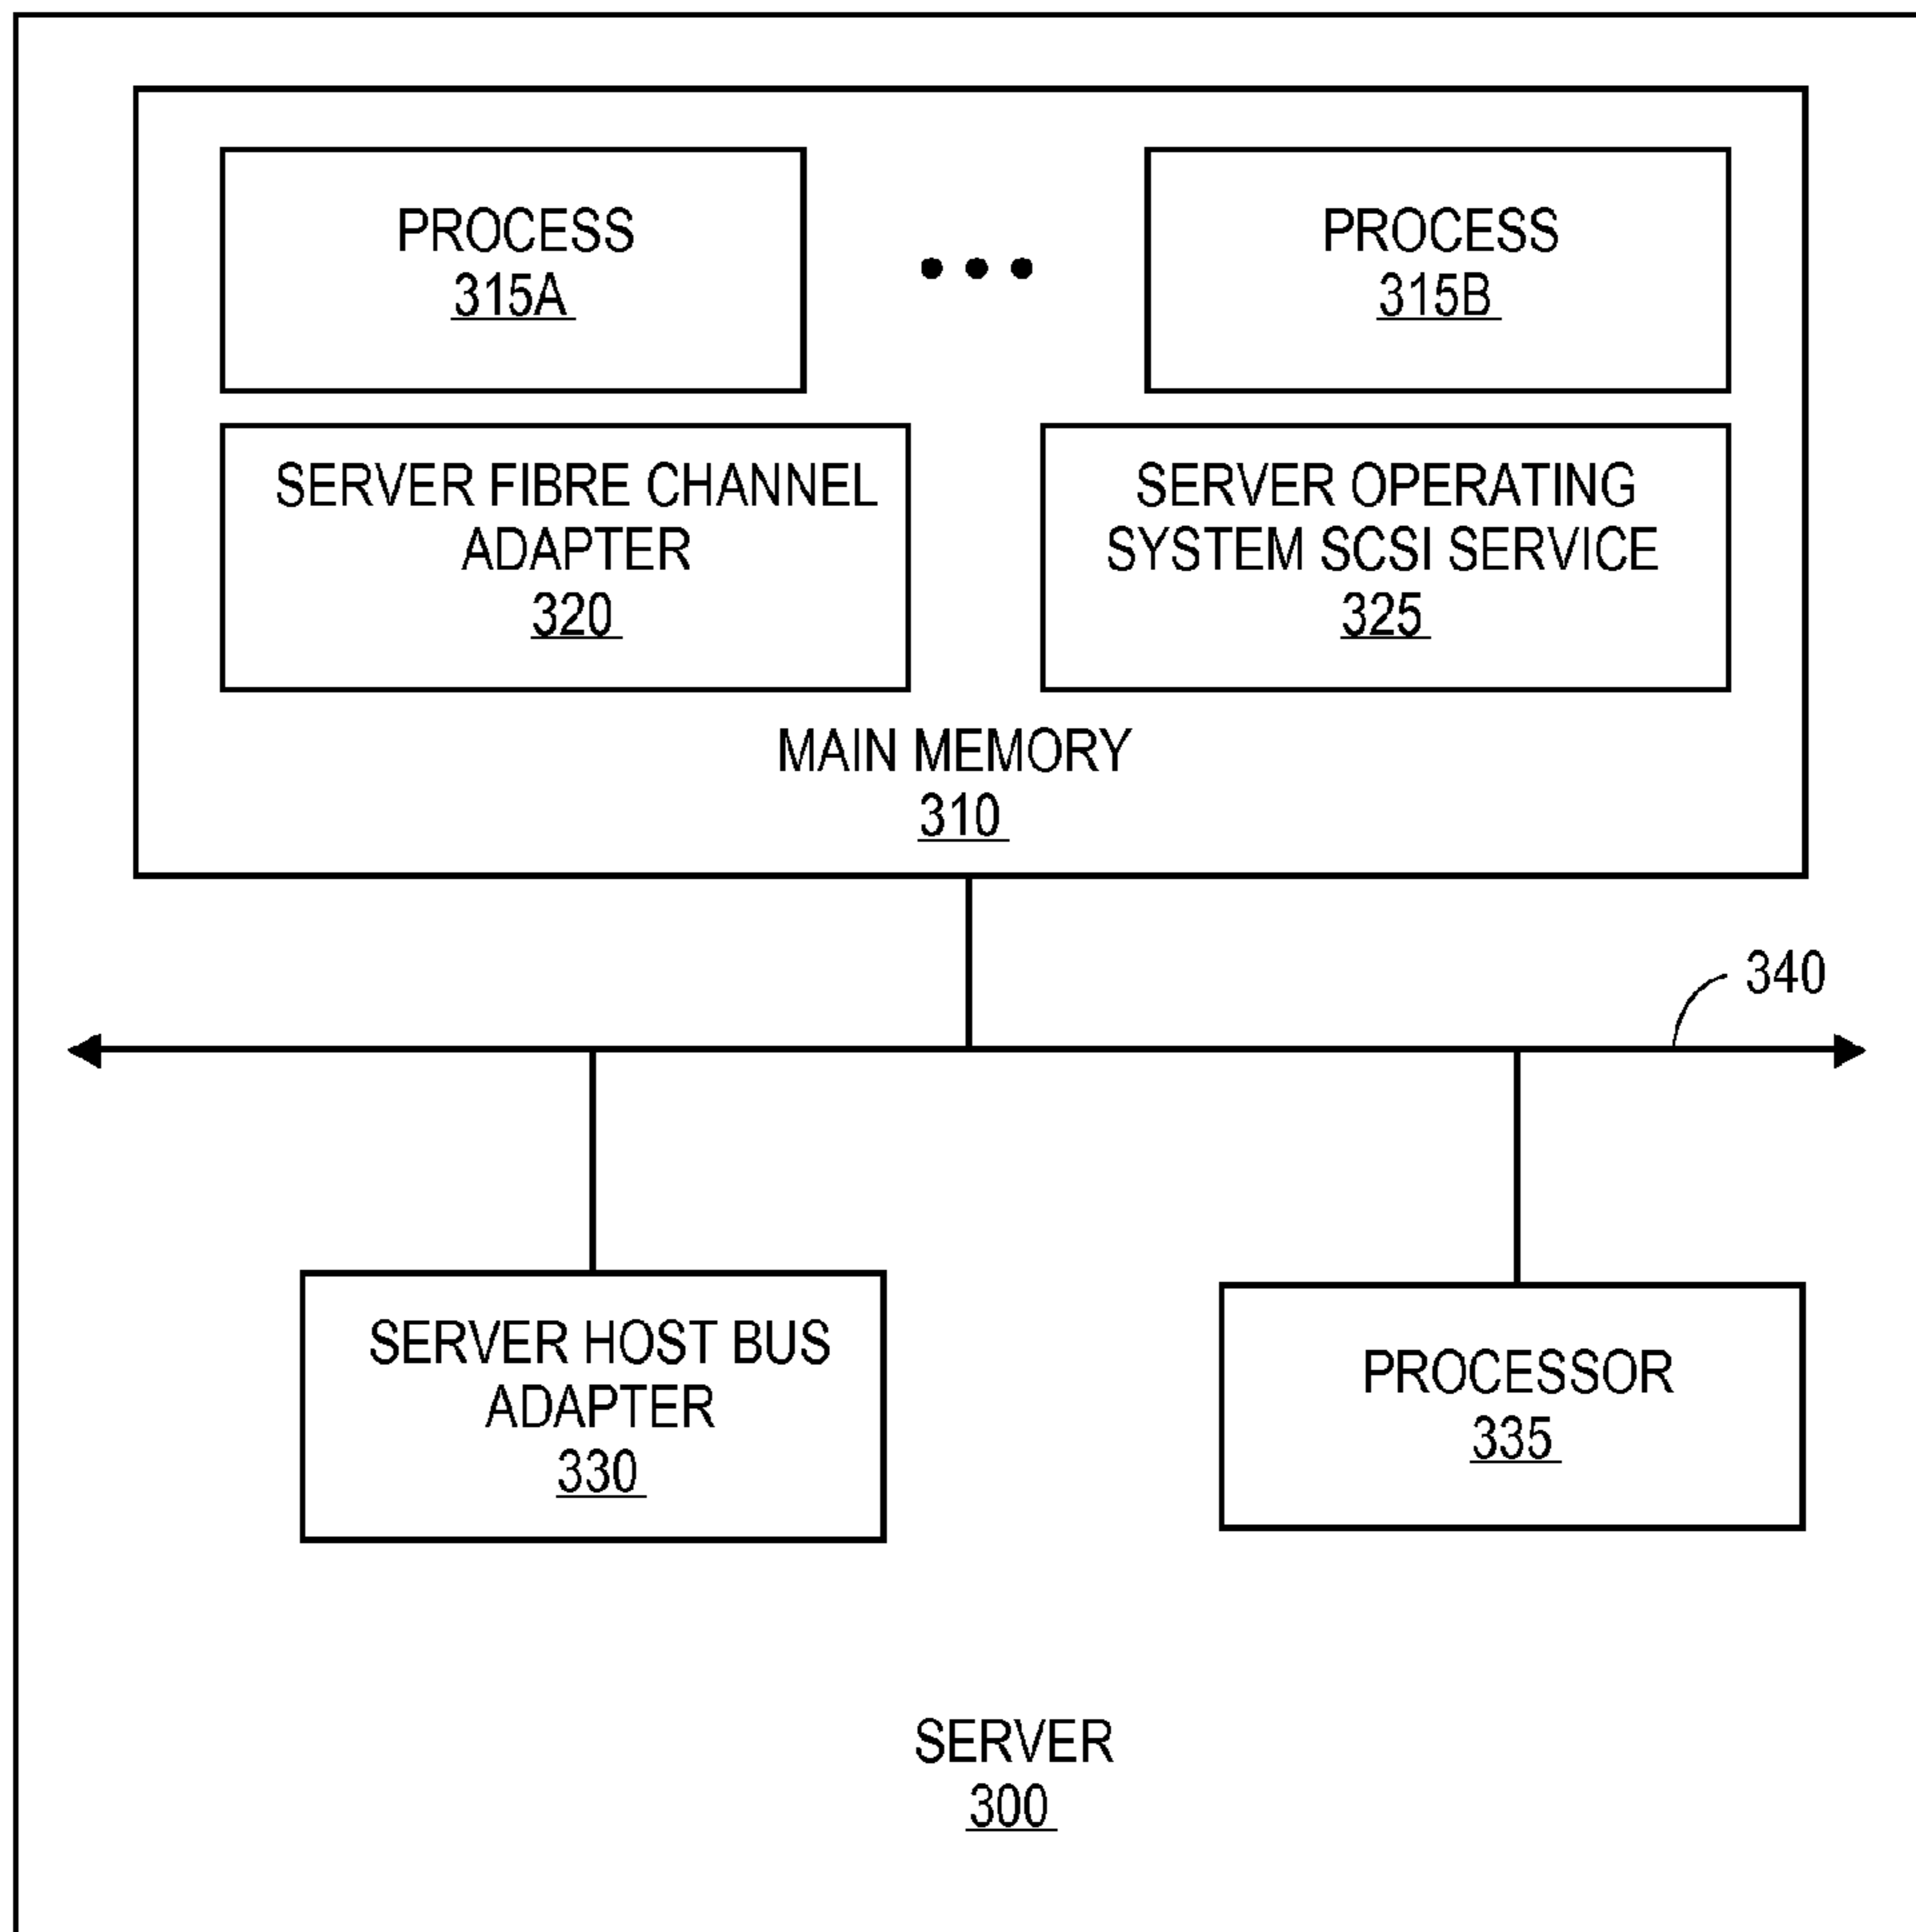 PROCESS
315A
PROCESS
315B
SERVER FIBRE CHANNEL
ADAPTER
320
SERVER OPERATING
SYSTEM SCSI SERVICE
325
MAIN MEMORY
310
340
SERVER HOST BUS
ADAPTER
330
PROCESSOR
335
SERVER
300